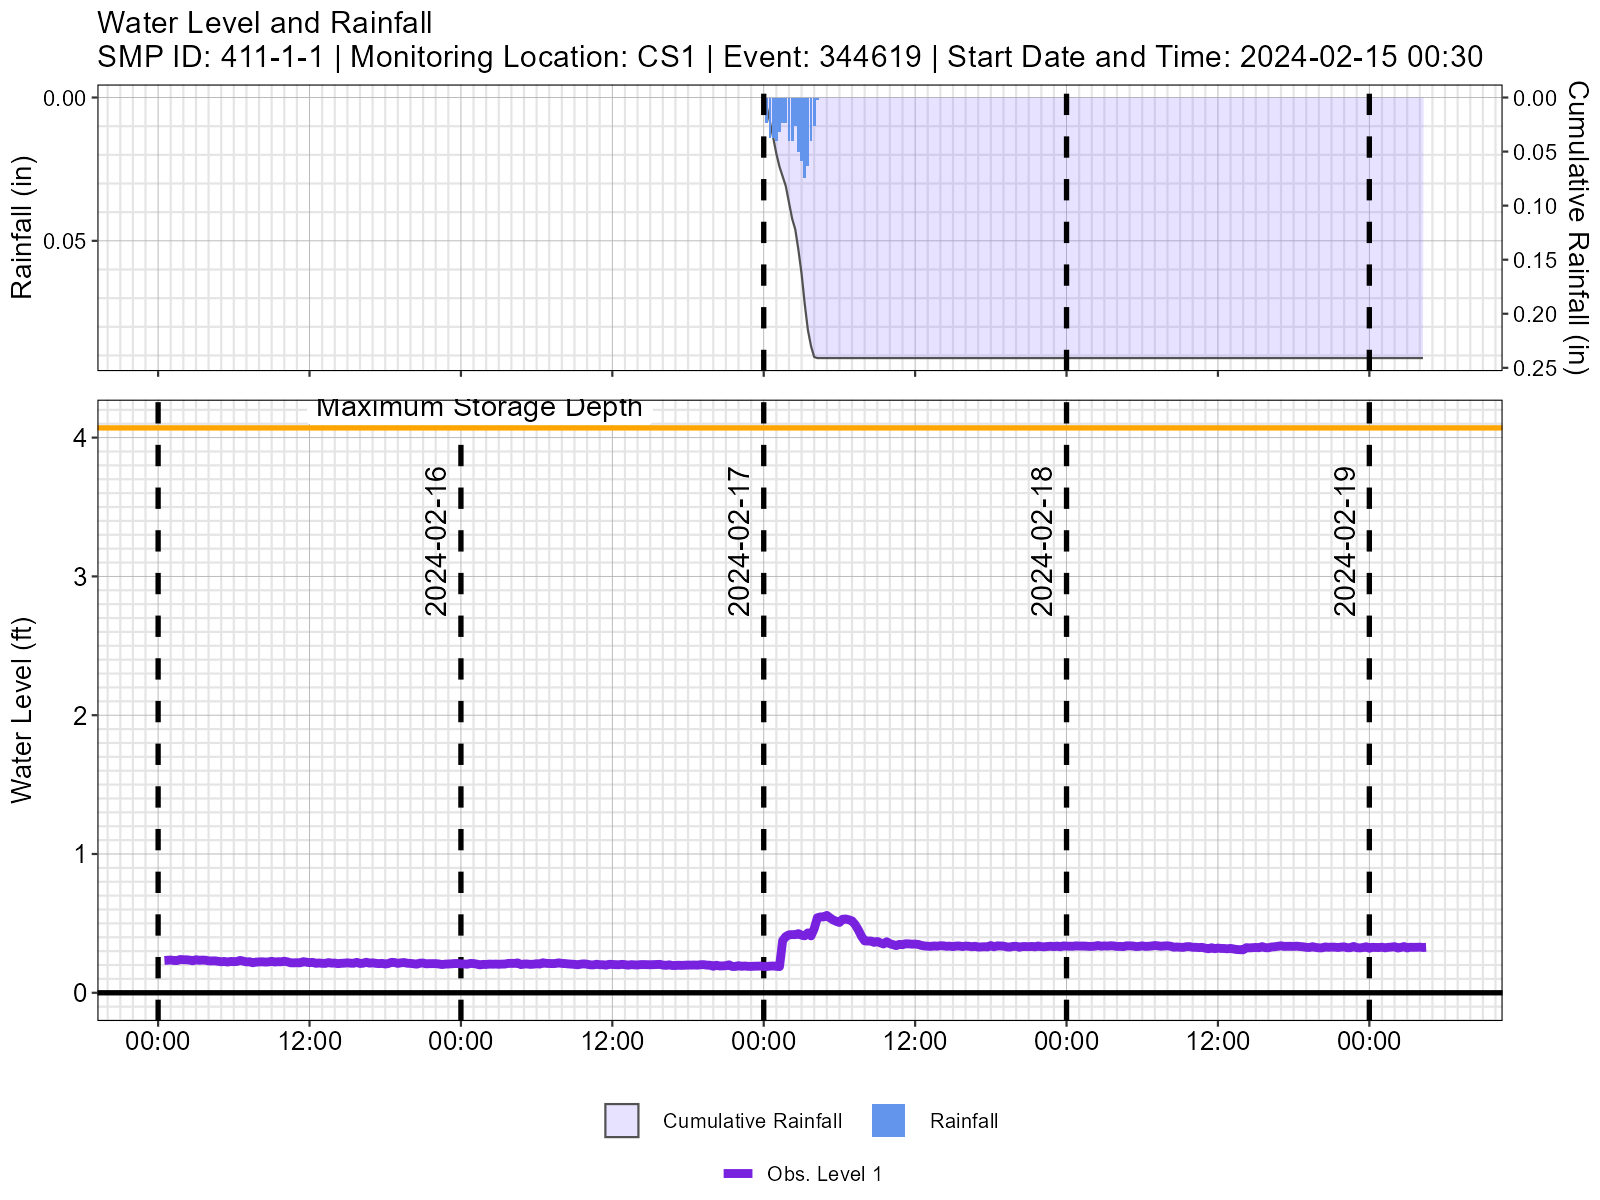 Water Level and Rainfall
SMP ID: 411-1-1 | Monitoring Location: CS1 | Event: 344619 | Start Date and Time: 2024-02-15 00:30
Rainfall (in)
0.00
0.05
0.00
0.05
0.10
0.15
0.20
0.25
Cumulative Rainfall (in)
Maximum Storage Depth
Water Level (ft)
4
3
2
1
0
2024-02-16
2024-02-17
2024-02-18
2024-02-19
00:00
12:00
00:00
12:00
00:00
12:00
00:00
12:00
00:00
Cumulative Rainfall
Rainfall
Obs. Level 1